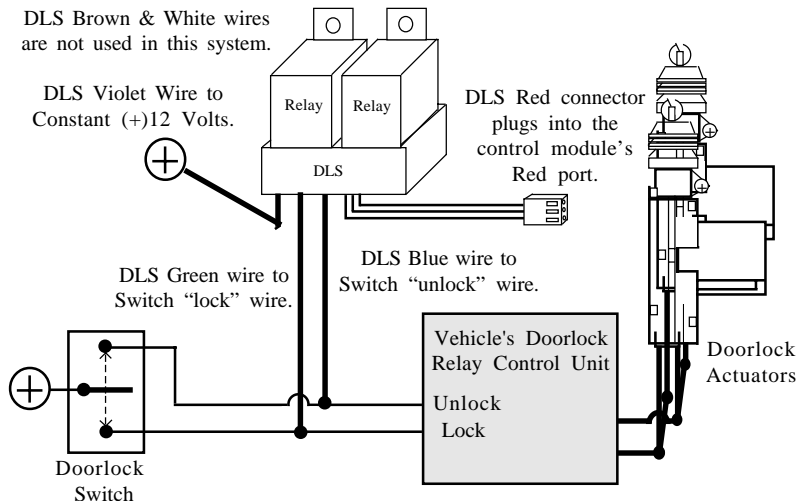 DLS Brown & White wires
are not used in this system.
DLS Violet Wire to
Constant (+)12 Volts.
Relay
Relay
DLS
DLS Red connector
plugs into the
control module's
Red port.
DLS Green wire to
Switch “lock” wire.
DLS Blue wire to
Switch “unlock” wire.
Vehicle's Doorlock
Relay Control Unit
Unlock
Lock
Doorlock
Actuators
Doorlock
Switch